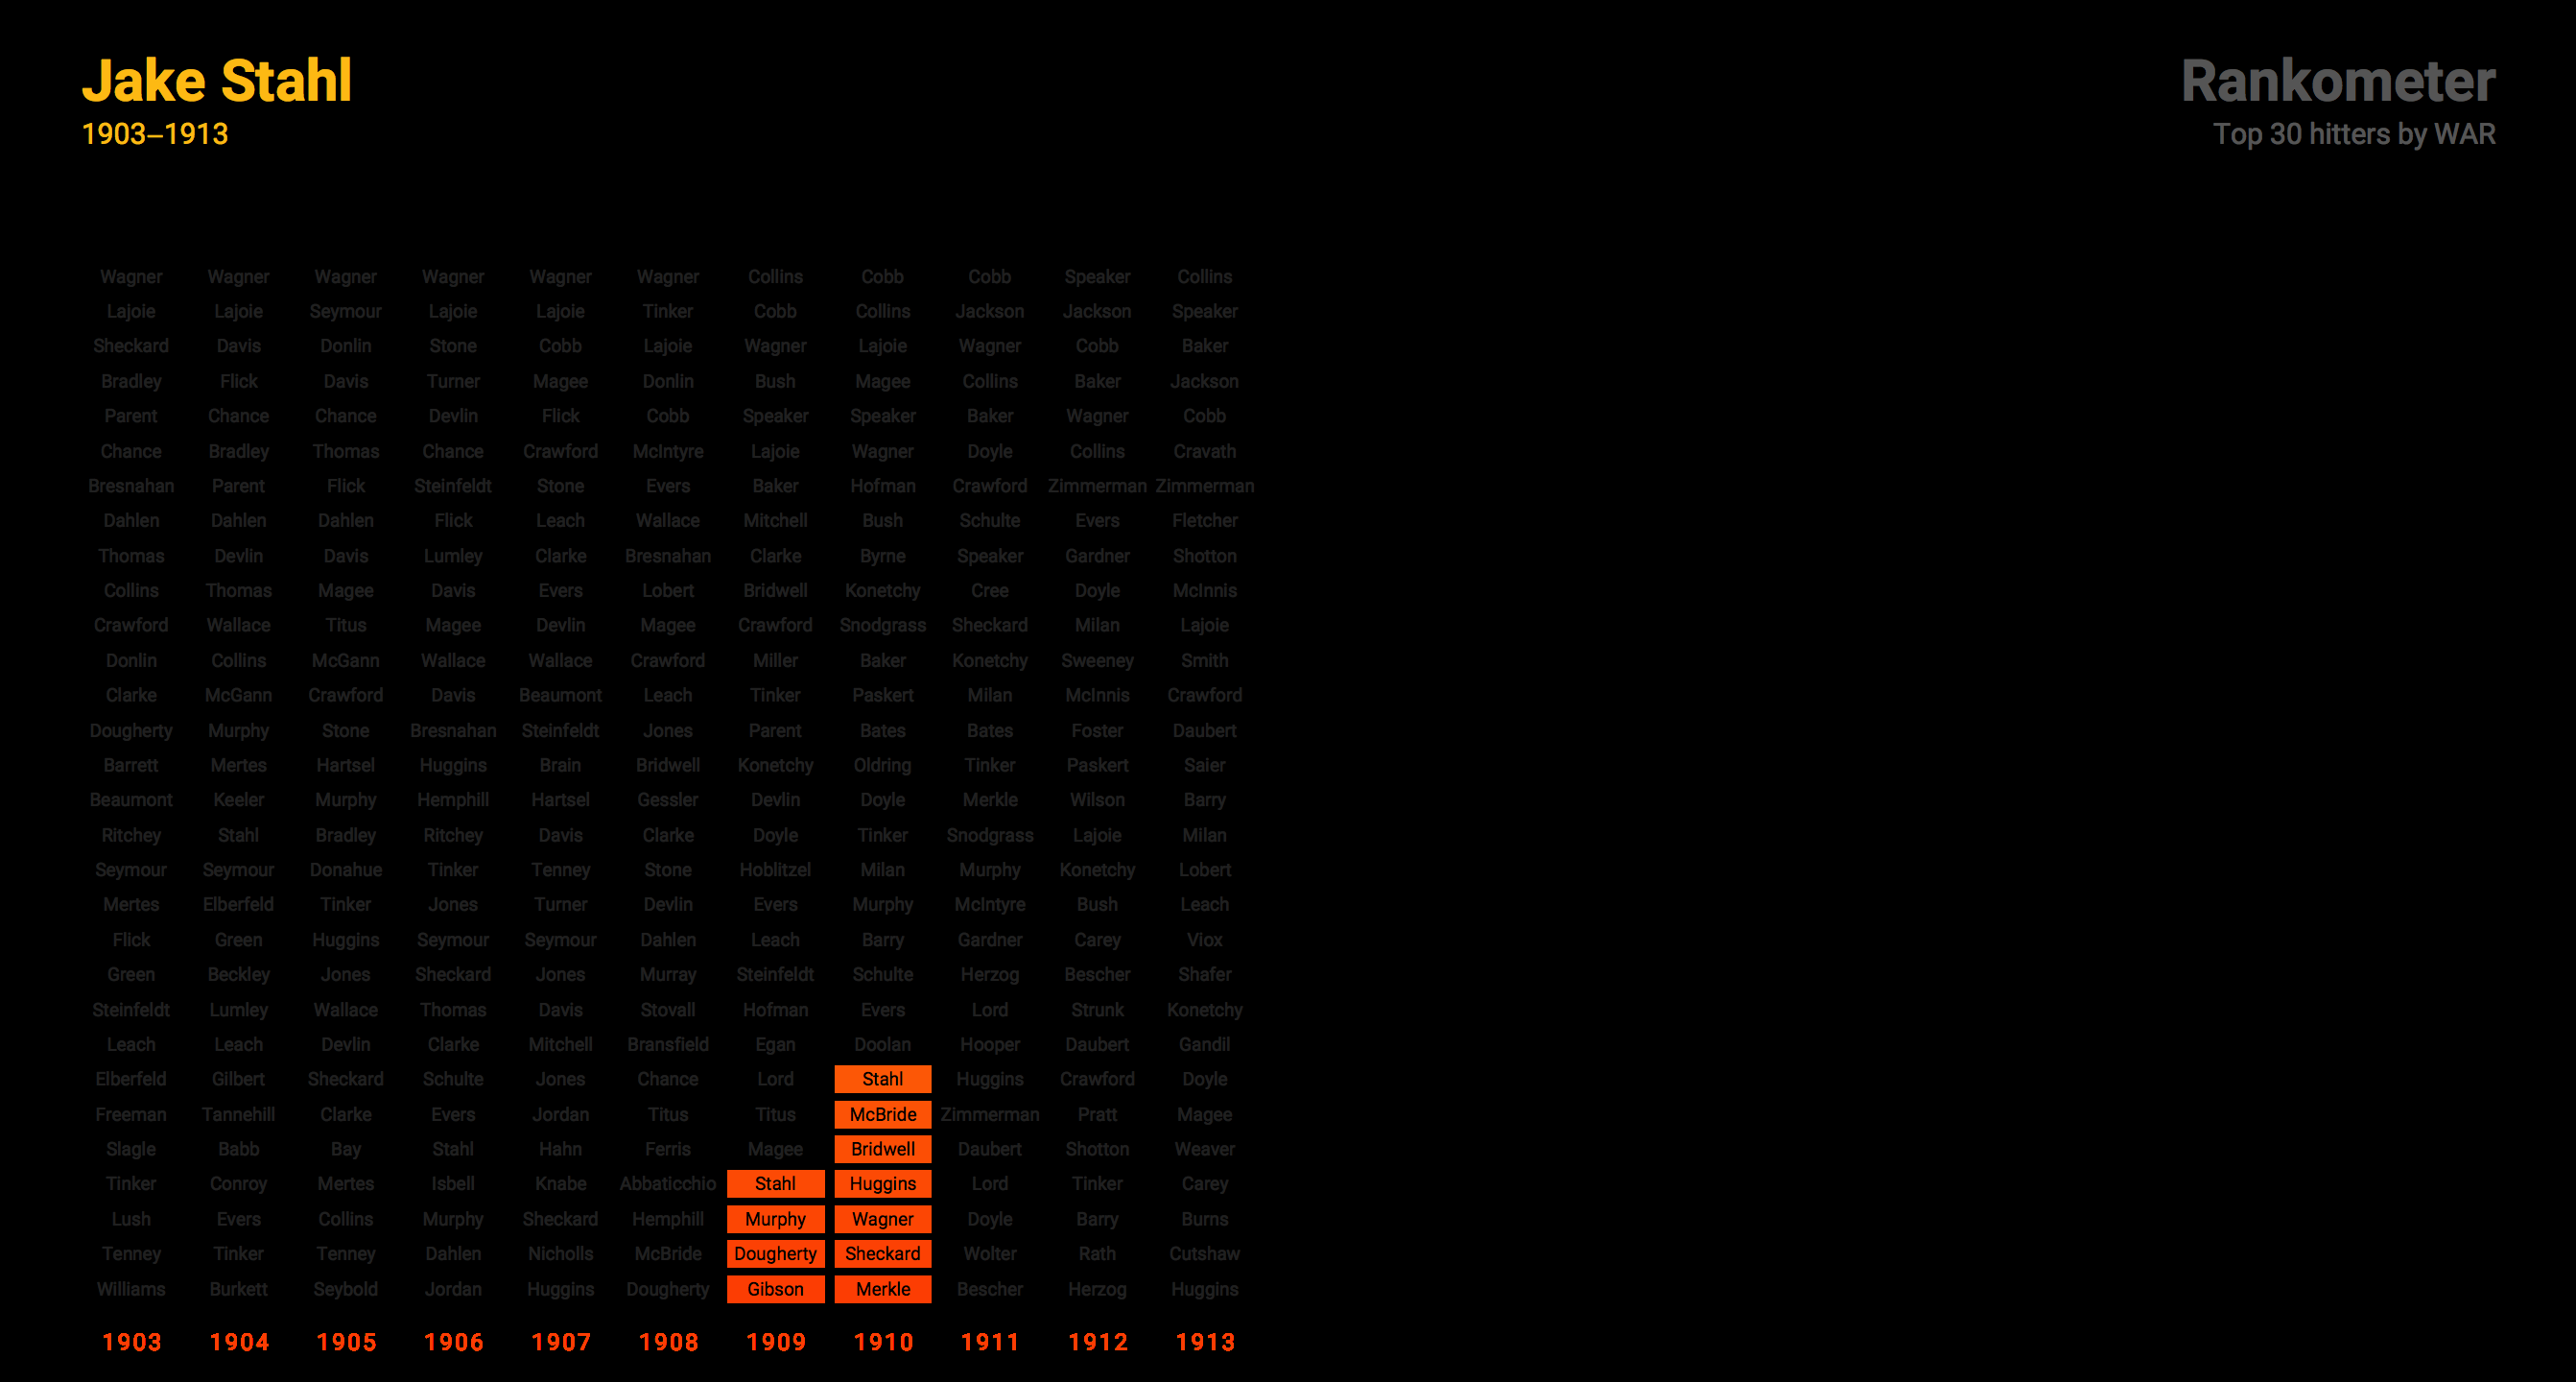 Jake Stahl
1903–1913
Rankometer
Top 30 hitters by WAR
Wagner Wagner Wagner Wagner Wagner Wagner Collins Cobb Cobb Speaker Collins
Lajoie Lajoie Seymour Lajoie Lajoie Tinker Cobb Collins Jackson Jackson Speaker
Sheckard Davis Donlin Stone Cobb Lajoie Wagner Lajoie Wagner Cobb Baker
Bradley Flick Davis Turner Magee Donlin Bush Magee Collins Baker Jackson
Parent Chance Chance Devlin Flick Cobb Speaker Speaker Baker Wagner Cobb
Chance Bradley Thomas Chance Crawford McIntyre Lajoie Wagner Doyle Collins Cravath
Bresnahan Parent Flick Steinfeldt Stone Evers Baker Hofman Crawford Zimmerman Zimmerman
Dahlen Dahlen Dahlen Flick Leach Wallace Mitchell Bush Schulte Evers Fletcher
Thomas Devlin Davis Lumley Clarke Bresnahan Clarke Byrne Speaker Gardner Shotton
Collins Thomas Magee Davis Evers Lobert Bridwell Konetchy Cree Doyle McInnis
Crawford Wallace Titus Magee Devlin Magee Crawford Snodgrass Sheckard Milan Lajoie
Donlin Collins McGann Wallace Wallace Crawford Miller Baker Konetchy Sweeney Smith
Clarke McGann Crawford Davis Beaumont Leach Tinker Paskert Milan McInnis Crawford
Dougherty Murphy Stone Bresnahan Steinfeldt Jones Parent Bates Bates Foster Daubert
Barrett Mertes Hartsel Huggins Brain Bridwell Konetchy Oldring Tinker Paskert Saier
Beaumont Keeler Murphy Hemphill Hartsel Gessler Devlin Doyle Merkle Wilson Barry
Ritchey Stahl Bradley Ritchey Davis Clarke Doyle Tinker Snodgrass Lajoie Milan
Seymour Seymour Donahue Tinker Tenney Stone Hoblitzel Milan Murphy Konetchy Lobert
Mertes Elberfeld Tinker Jones Turner Devlin Evers Murphy McIntyre Bush Leach
Flick Green Huggins Seymour Seymour Dahlen Leach Barry Gardner Carey Viox
Green Beckley Jones Sheckard Jones Murray Steinfeldt Schulte Herzog Bescher Shafer
Steinfeldt Lumley Wallace Thomas Davis Stovall Hofman Evers Lord Strunk Konetchy
Leach Leach Devlin Clarke Mitchell Bransfield Egan Doolan Hooper Daubert Gandil
Elberfeld Gilbert Sheckard Schulte Jones Chance Lord Stahl Huggins Crawford Doyle
Freeman Tannehill Clarke Evers Jordan Titus Titus McBride Zimmerman Pratt Magee
Slagle Babb Bay Stahl Hahn Ferris Magee Bridwell Daubert Shotton Weaver
Tinker Conroy Mertes Isbell Knabe Abbaticchio Stahl Huggins Lord Tinker Carey
Lush Evers Collins Murphy Sheckard Hemphill Murphy Wagner Doyle Barry Burns
Tenney Tinker Tenney Dahlen Nicholls McBride Dougherty Sheckard Wolter Rath Cutshaw
Williams Burkett Seybold Jordan Huggins Dougherty Gibson Merkle Bescher Herzog Huggins
1903 1904 1905 1906 1907 1908 1909 1910 1911 1912 1913